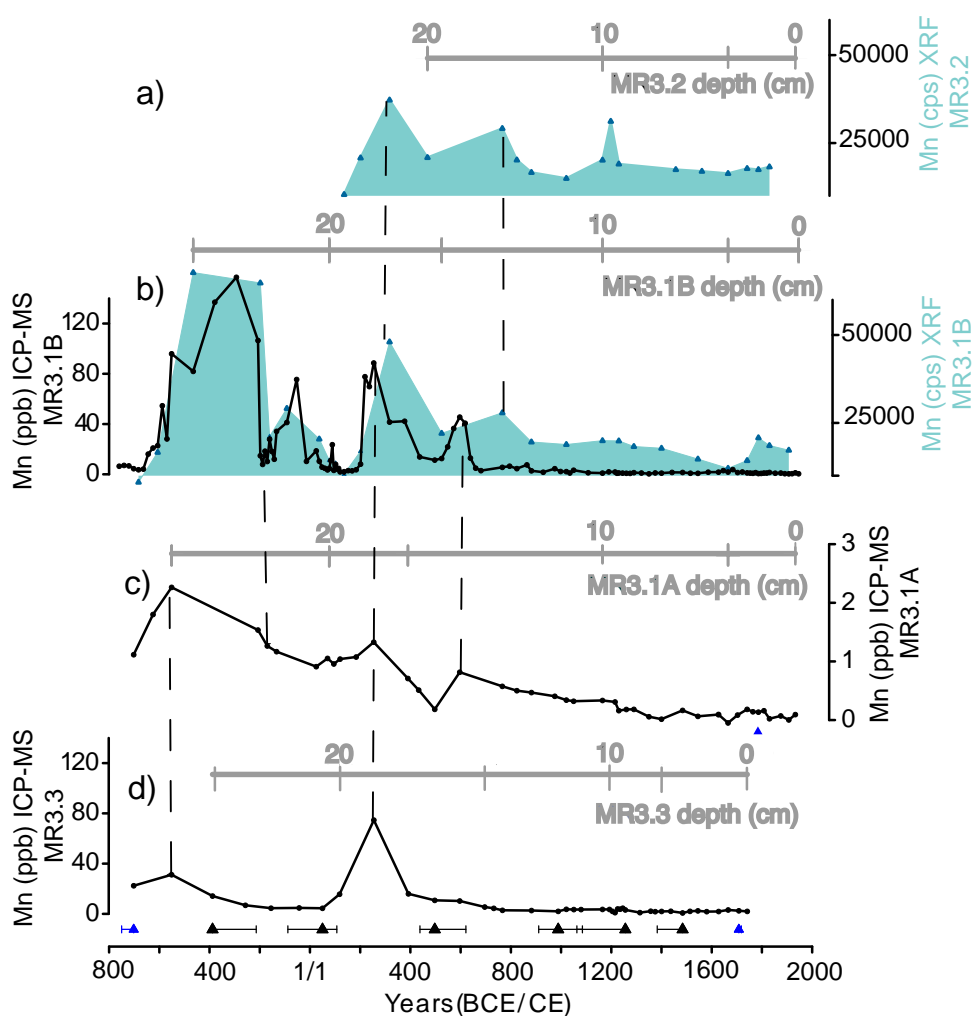 20 10 0
MR3.2 depth (cm)
a)
50000
25000
Mn (cps) XRF
MR3.2
20 10 0
MR3.1B depth (cm)
b)
120
80
40
0
Mn (ppb) ICP-MS
MR3.1B
50000
25000
0
Mn (cps) XRF
MR3.1B
20 10 0
MR3.1A depth (cm)
c)
3
2
1
0
Mn (ppb) ICP-MS
MR3.1A
20 10 0
MR3.3 depth (cm)
d)
120
80
40
0
Mn (ppb) ICP-MS
MR3.3
800 400 1/1 400 800 1200 1600 2000
Years(BCE/CE)